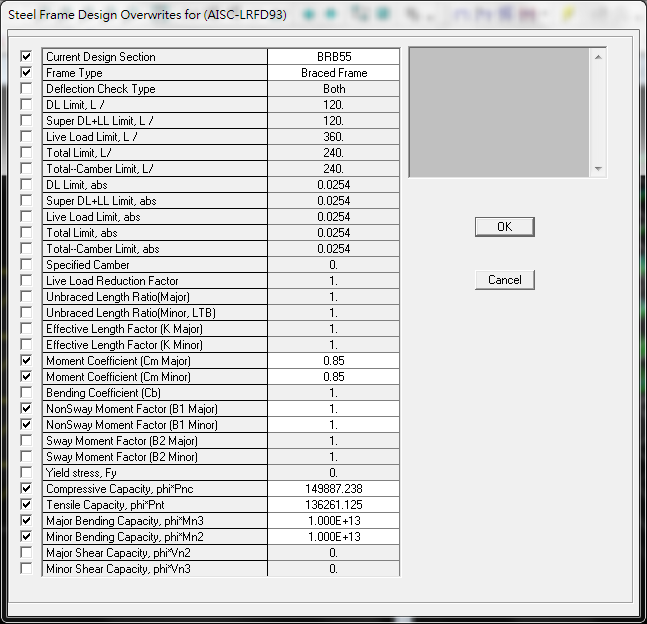 Steel Frame Design Overwrites for (AISC-LRFD93)
Current Design Section BRB55
Frame Type Braced Frame
Deflection Check Type Both
DL Limit, L / 120.
Super DL+LL Limit, L / 120.
Live Load Limit, L / 360.
Total Limit, L/ 240.
Total--Camber Limit, L/ 240.
DL Limit, abs 0.0254
Super DL+LL Limit, abs 0.0254
Live Load Limit, abs 0.0254
Total Limit, abs 0.0254
Total--Camber Limit, abs 0.0254
Specified Camber 0.
Live Load Reduction Factor 1.
Unbraced Length Ratio(Major) 1.
Unbraced Length Ratio(Minor, LTB) 1.
Effective Length Factor (K Major) 1.
Effective Length Factor (K Minor) 1.
Moment Coefficient (Cm Major) 0.85
Moment Coefficient (Cm Minor) 0.85
Bending Coefficient (Cb) 1.
NonSway Moment Factor (B1 Major) 1.
NonSway Moment Factor (B1 Minor) 1.
Sway Moment Factor (B2 Major) 1.
Sway Moment Factor (B2 Minor) 1.
Yield stress, Fy 0.
Compressive Capacity, phi*Pnc 149887.238
Tensile Capacity, phi*Pnt 136261.125
Major Bending Capacity, phi*Mn3 1.000E+13
Minor Bending Capacity, phi*Mn2 1.000E+13
Major Shear Capacity, phi*Vn2 0.
Minor Shear Capacity, phi*Vn3 0.
OK
Cancel